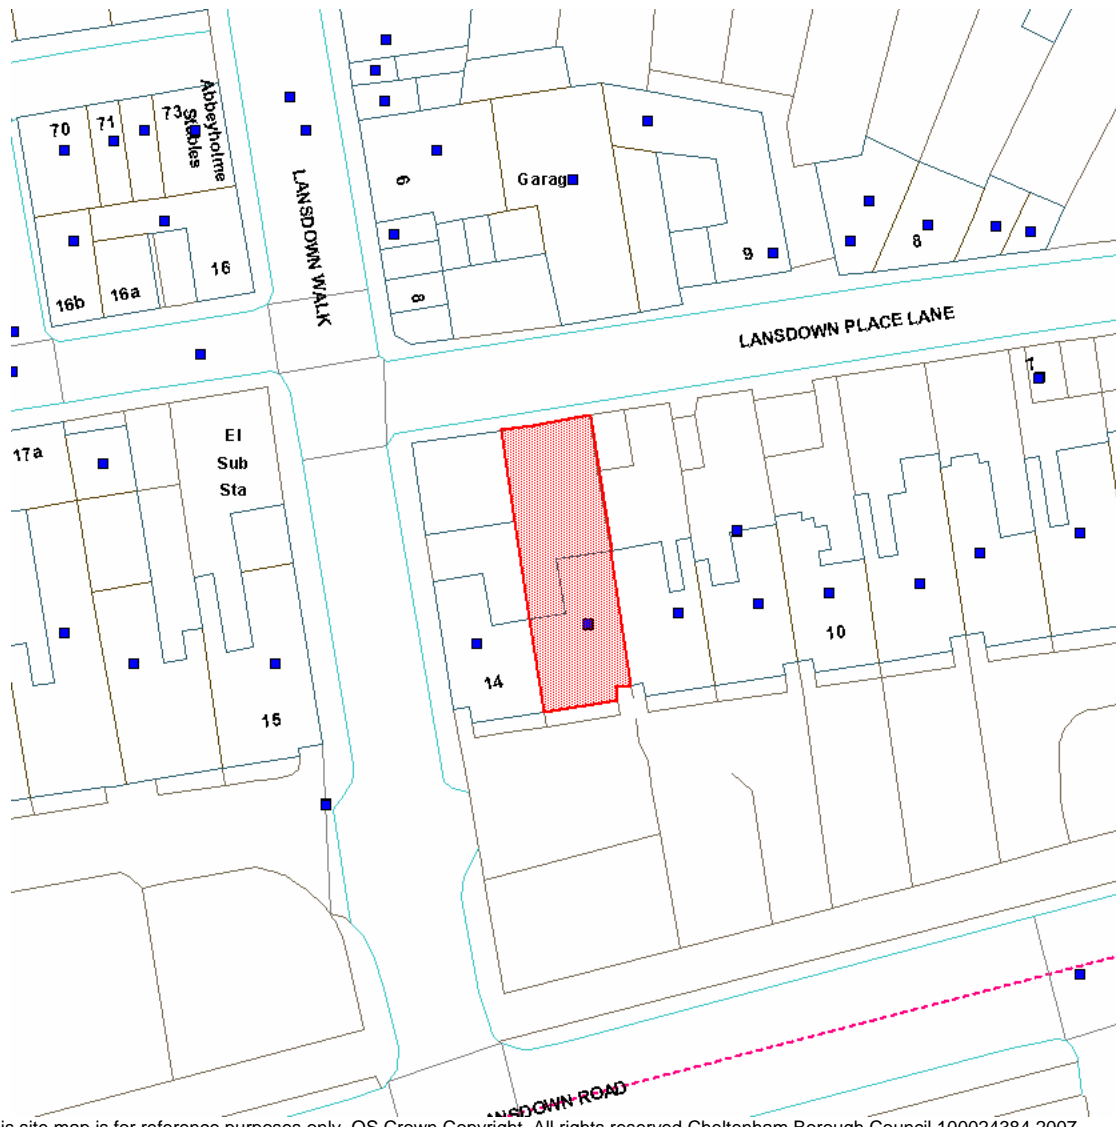 70
71
73
Abbeyholme
Stables
16b
16a
16
LANSDOWN WALK
6
Garag
8
9
8
LANSDOWN PLACE LANE
7
17a
El
Sub
Sta
14
10
15
ANSDOWN ROAD
is site map is for reference purposes only. OS Crown Copyright. All rights reserved Cheltenham Borough Council 100024384 2007